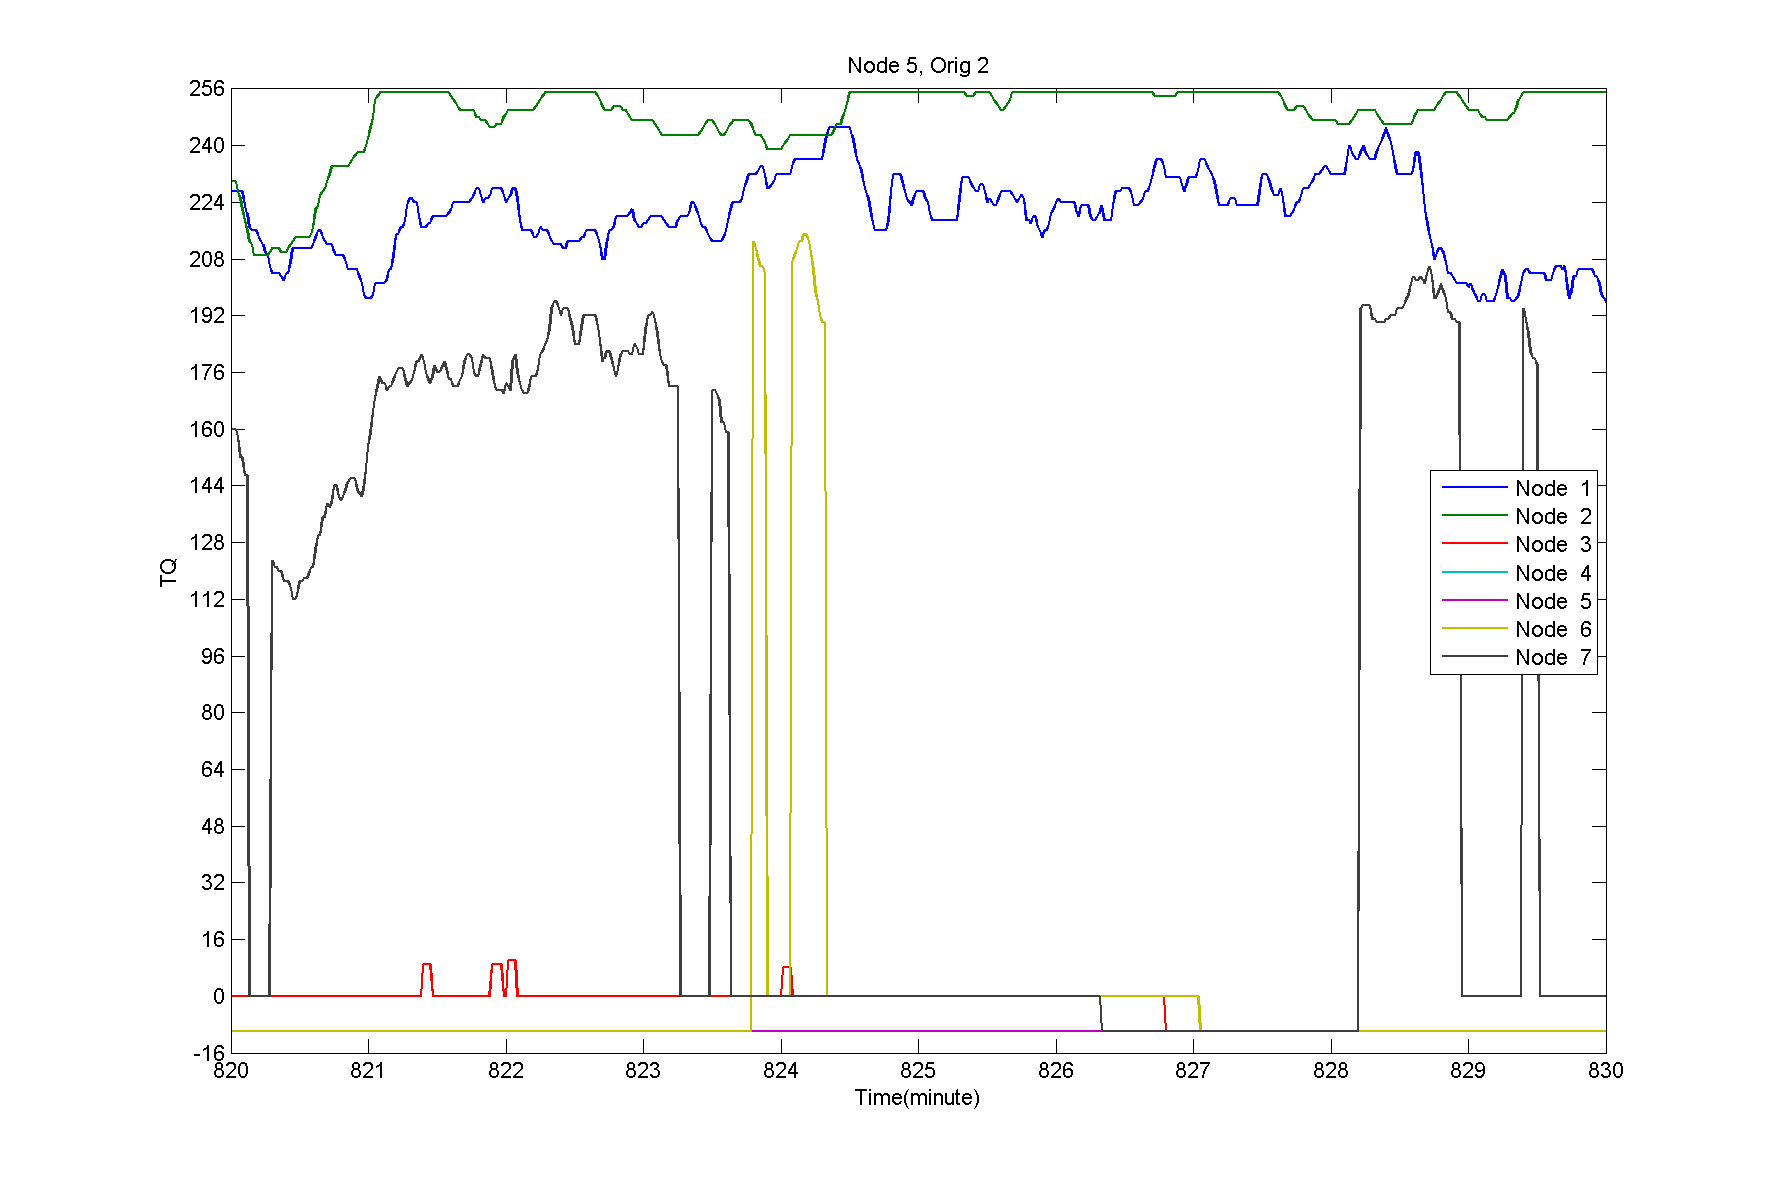 Node 5, Orig 2
256
240
224
208
192
176
160
144
128
112
96
80
64
48
32
16
0
-16
TQ
Node 1
Node 2
Node 3
Node 4
Node 5
Node 6
Node 7
820 821 822 823 824 825 826 827 828 829 830
Time(minute)